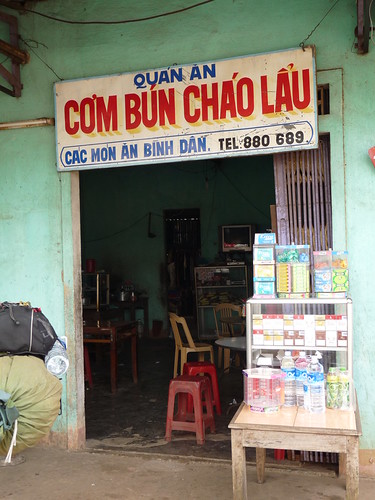 QUÁN ĂN
CƠM BÚN CHÁO LẨU
CÁC MÓN ĂN BÌNH DÂN. TEL: 880 689